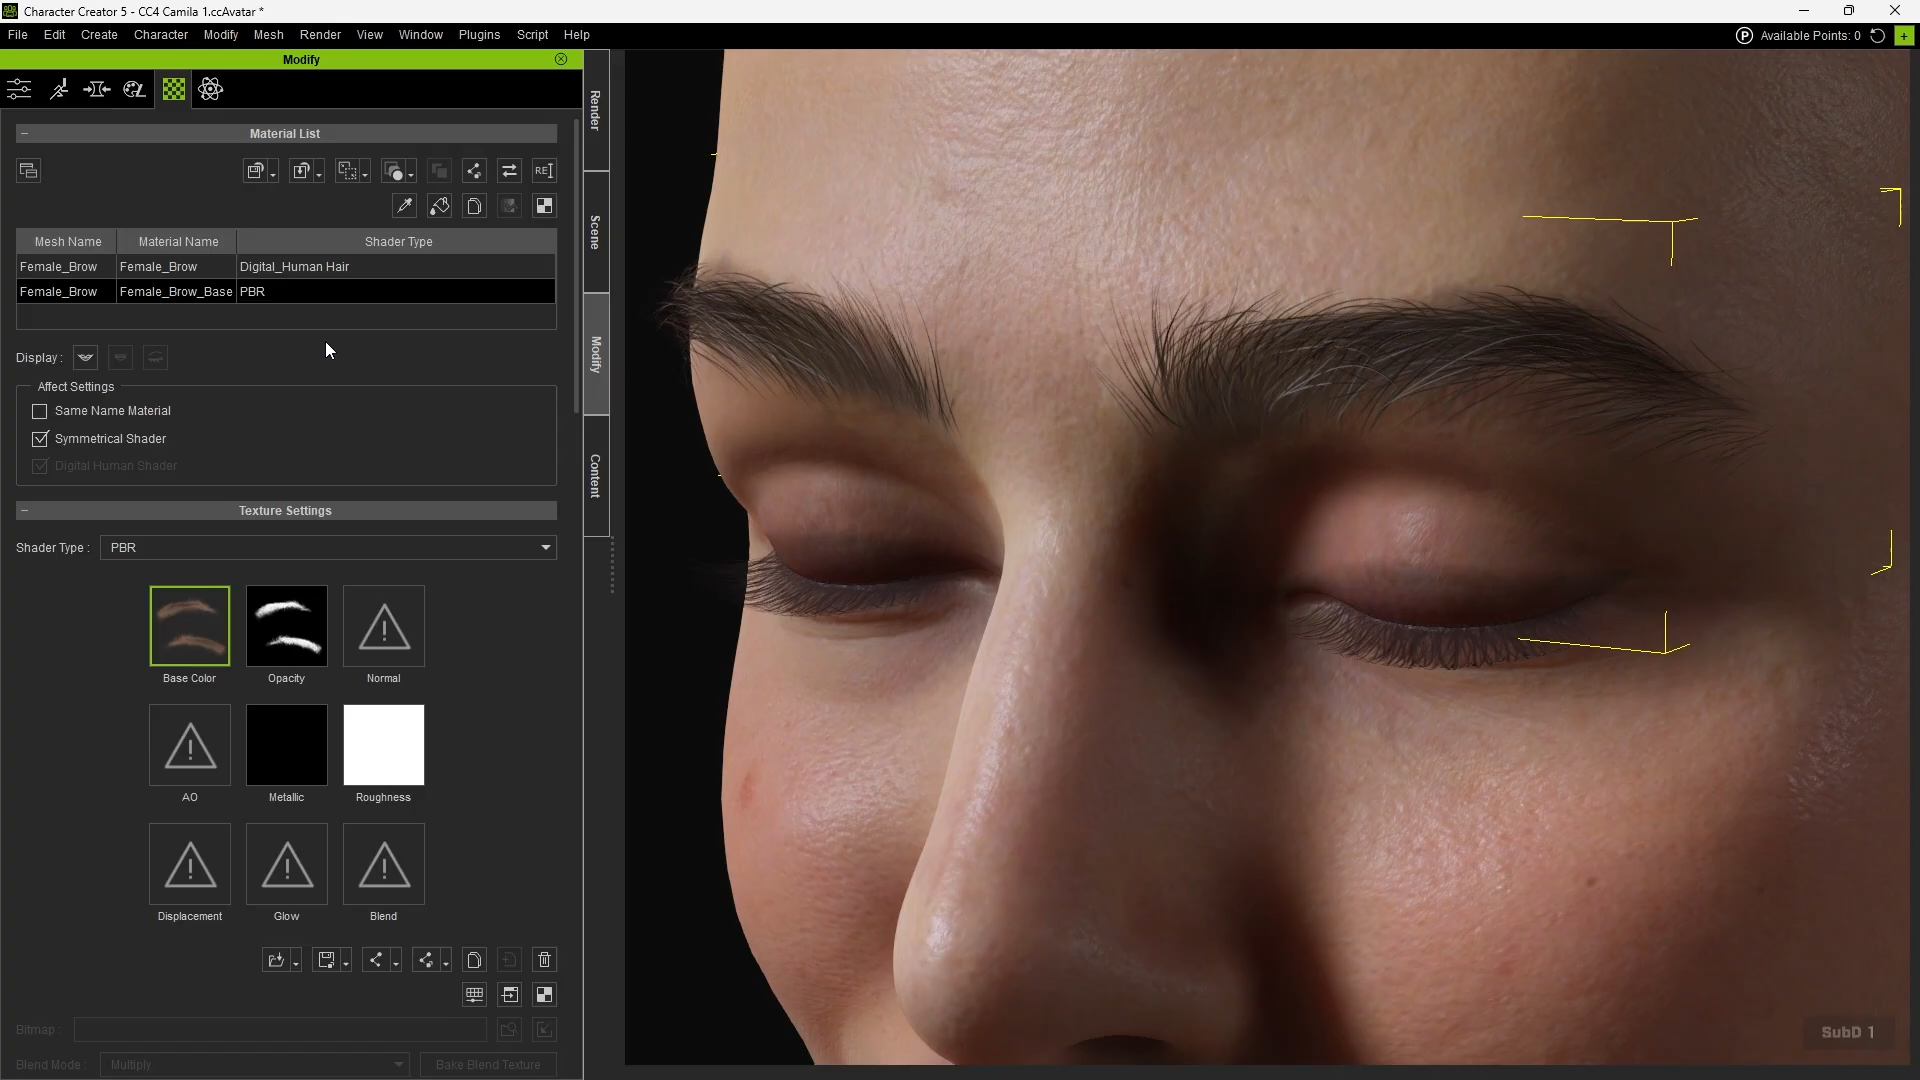 Character Creator 5 - CC4 Camila 1.ccAvatar *
File Edit Create Character Modify Mesh Render View Window Plugins Script Help
P Available Points: 0 +
Modify
Material List
RE
Mesh Name Material Name Shader Type
Female_Brow Female_Brow Digital_Human Hair
Female_Brow Female_Brow_Base PBR
Display :
Affect Settings
Same Name Material
Symmetrical Shader
Digital Human Shader
Texture Settings
Shader Type : PBR
Base Color Opacity Normal
AO Metallic Roughness
Displacement Glow Blend
Bitmap :
Blend Mode : Multiply Bake Blend Texture
Render
Scene
Modify
Content
SubD 1